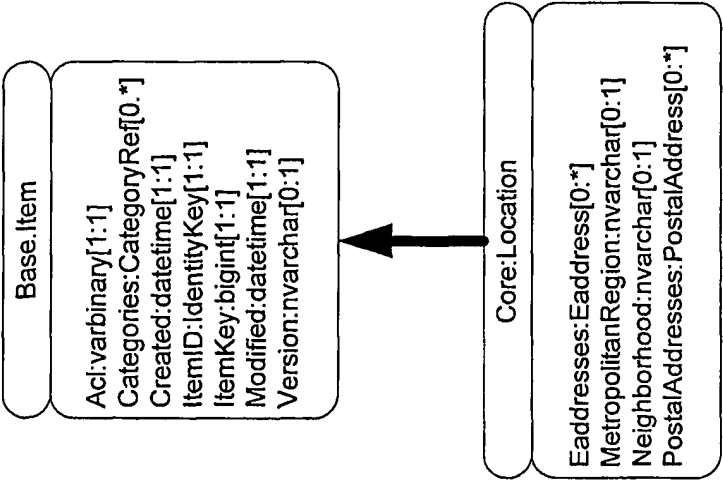 Base.Item
Acl:varbinary[1:1]
Categories:CategoryRef[0.*]
Created:datetime[1:1]
ItemID:IdentityKey[1:1]
ItemKey:bigint[1:1]
Modified:datetime[1:1]
Version:nvarchar[0:1]
Core:Location
Eaddresses:Eaddress[0:*]
MetropolitanRegion:nvarchar[0:1]
Neighborhood:nvarchar[0:1]
PostalAddresses:PostalAddress[0:*]